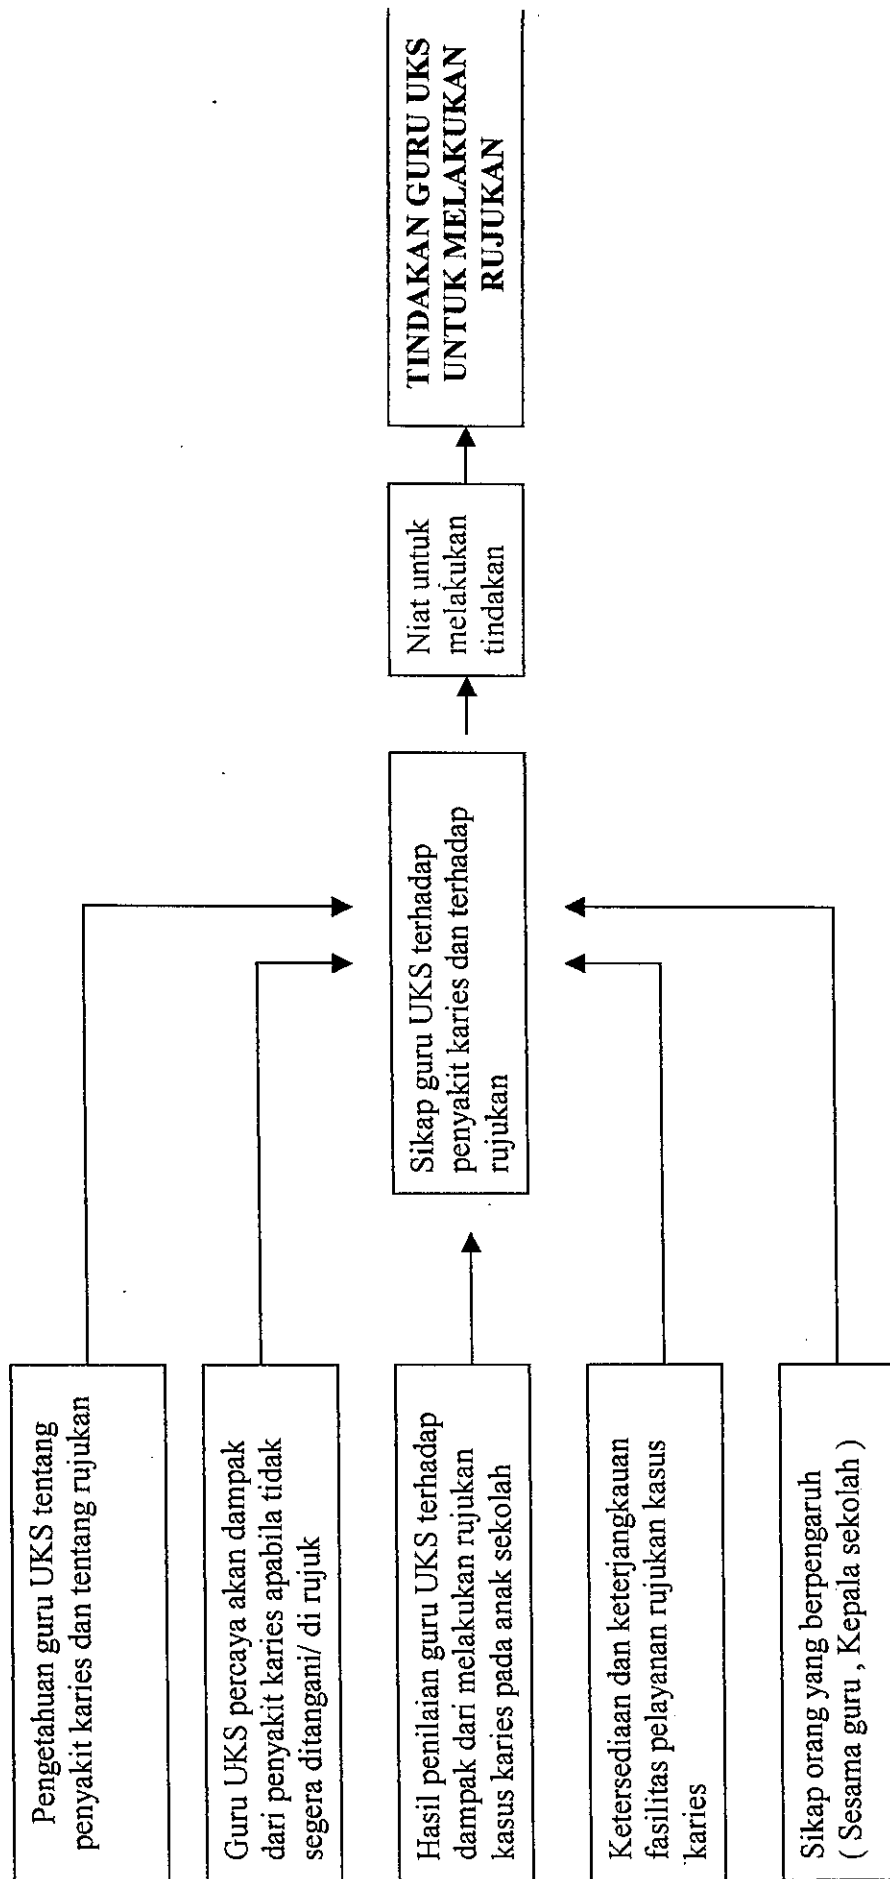 Pengetahuan guru UKS tentang
penyakit karies dan tentang rujukan
Guru UKS percaya akan dampak
dari penyakit karies apabila tidak
segera ditangani/ di rujuk
Hasil penilaian guru UKS terhadap
dampak dari melakukan rujukan
kasus karies pada anak sekolah
Ketersediaan dan keterjangkauan
fasilitas pelayanan rujukan kasus
karies
Sikap orang yang berpengaruh
( Sesama guru , Kepala sekolah )
Sikap guru UKS terhadap
penyakit karies dan terhadap
rujukan
Niat untuk
melakukan
tindakan
TINDAKAN GURU UKS
UNTUK MELAKUKAN
RUJUKAN